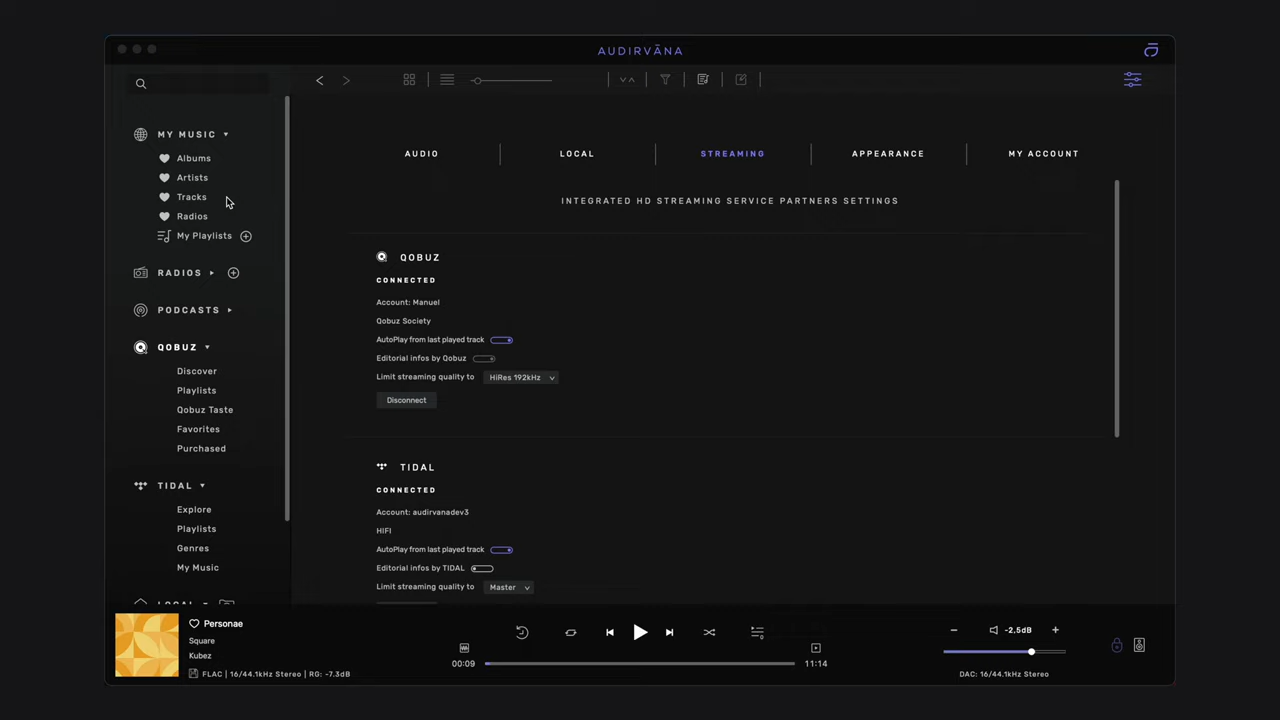 AUDIRVĀNA
MY MUSIC
Albums
Artists
Tracks
Radios
My Playlists
RADIOS
PODCASTS
QOBUZ
Discover
Playlists
Qobuz Taste
Favorites
Purchased
TIDAL
Explore
Playlists
Genres
My Music
LOCAL
AUDIO
LOCAL
STREAMING
APPEARANCE
MY ACCOUNT
INTEGRATED HD STREAMING SERVICE PARTNERS SETTINGS
QOBUZ
CONNECTED
Account: Manuel
Qobuz Society
AutoPlay from last played track
Editorial infos by Qobuz
Limit streaming quality to HiRes 192kHz
Disconnect
TIDAL
CONNECTED
Account: audirvanadev3
HIFI
AutoPlay from last played track
Editorial infos by TIDAL
Limit streaming quality to Master
Personae
Square
Kubez
FLAC | 16/44.1kHz Stereo | RG: -7.3dB
00:09
11:14
-2,5dB
DAC: 16/44.1kHz Stereo